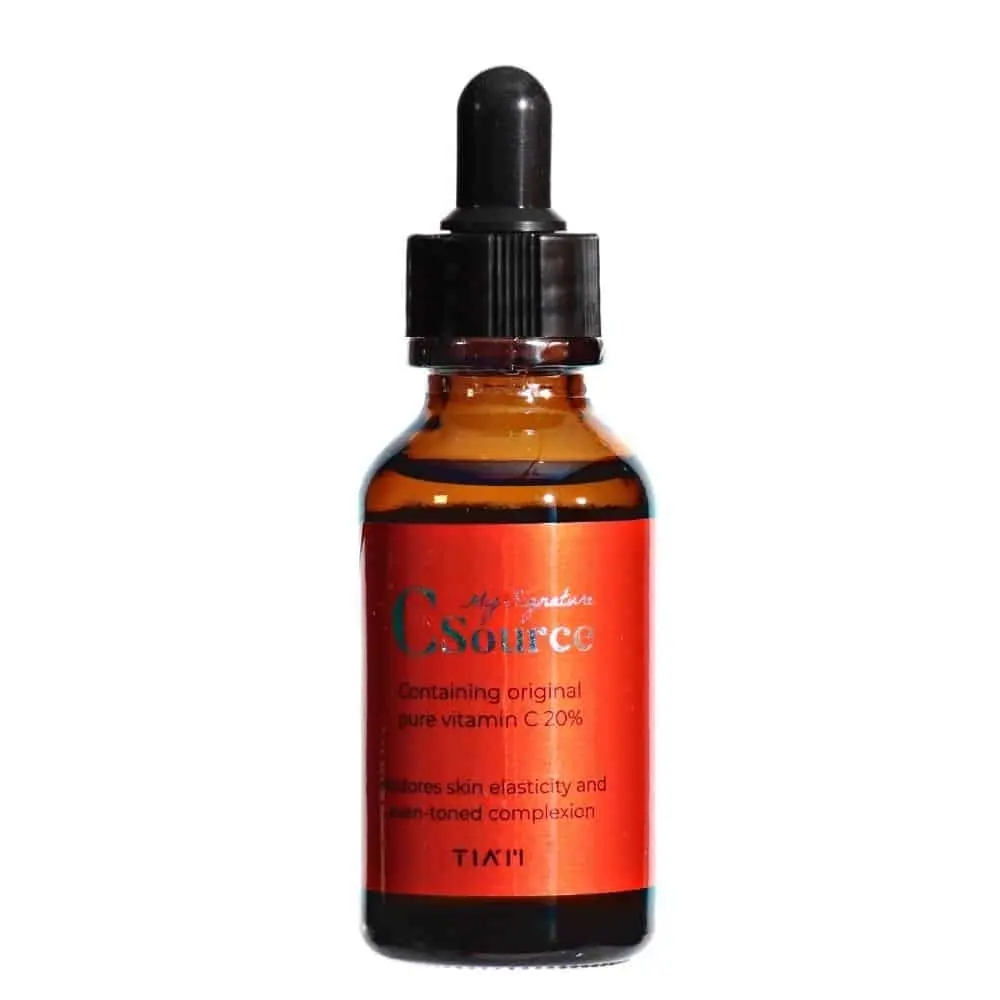 My Signature
C Source
Containing original
pure vitamin C 20%
skin elasticity and
complexion
TIA'M